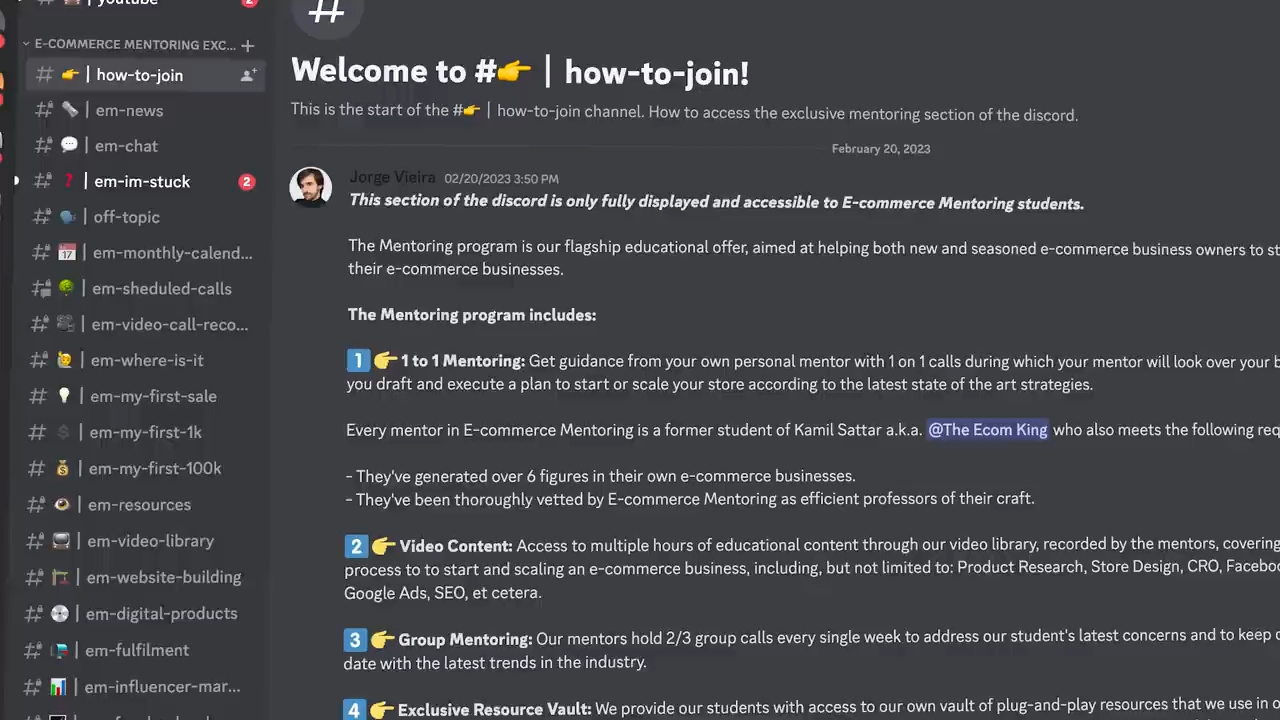 youtube
2
E-COMMERCE MENTORING EXC...
| how-to-join
| em-news
| em-chat
| em-im-stuck
2
| off-topic
17 | em-monthly-calend...
| em-sheduled-calls
| em-video-call-reco...
| em-where-is-it
| em-my-first-sale
| em-my-first-1k
| em-my-first-100k
| em-resources
| em-video-library
| em-website-building
| em-digital-products
| em-fulfilment
| em-influencer-mar...
#
Welcome to #👉 | how-to-join!
This is the start of the #👉 | how-to-join channel. How to access the exclusive mentoring section of the discord.
February 20, 2023
Jorge Vieira 02/20/2023 3:50 PM
This section of the discord is only fully displayed and accessible to E-commerce Mentoring students.
The Mentoring program is our flagship educational offer, aimed at helping both new and seasoned e-commerce business owners to st
their e-commerce businesses.
The Mentoring program includes:
1 👉 1 to 1 Mentoring: Get guidance from your own personal mentor with 1 on 1 calls during which your mentor will look over your b
you draft and execute a plan to start or scale your store according to the latest state of the art strategies.
Every mentor in E-commerce Mentoring is a former student of Kamil Sattar a.k.a. @The Ecom King who also meets the following req
- They've generated over 6 figures in their own e-commerce businesses.
- They've been thoroughly vetted by E-commerce Mentoring as efficient professors of their craft.
2 👉 Video Content: Access to multiple hours of educational content through our video library, recorded by the mentors, covering
process to to start and scaling an e-commerce business, including, but not limited to: Product Research, Store Design, CRO, Facebo
Google Ads, SEO, et cetera.
3 👉 Group Mentoring: Our mentors hold 2/3 group calls every single week to address our student's latest concerns and to keep
date with the latest trends in the industry.
4 👉 Exclusive Resource Vault: We provide our students with access to our own vault of plug-and-play resources that we use in